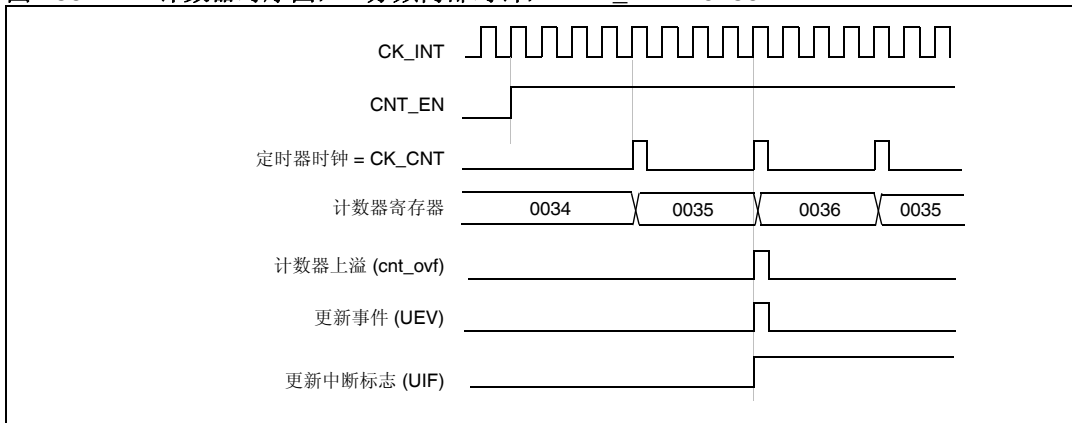 CK_INT
CNT_EN
定时器时钟 = CK_CNT
计数器寄存器 0034 0035 0036 0035
计数器上溢 (cnt_ovf)
更新事件 (UEV)
更新中断标志 (UIF)